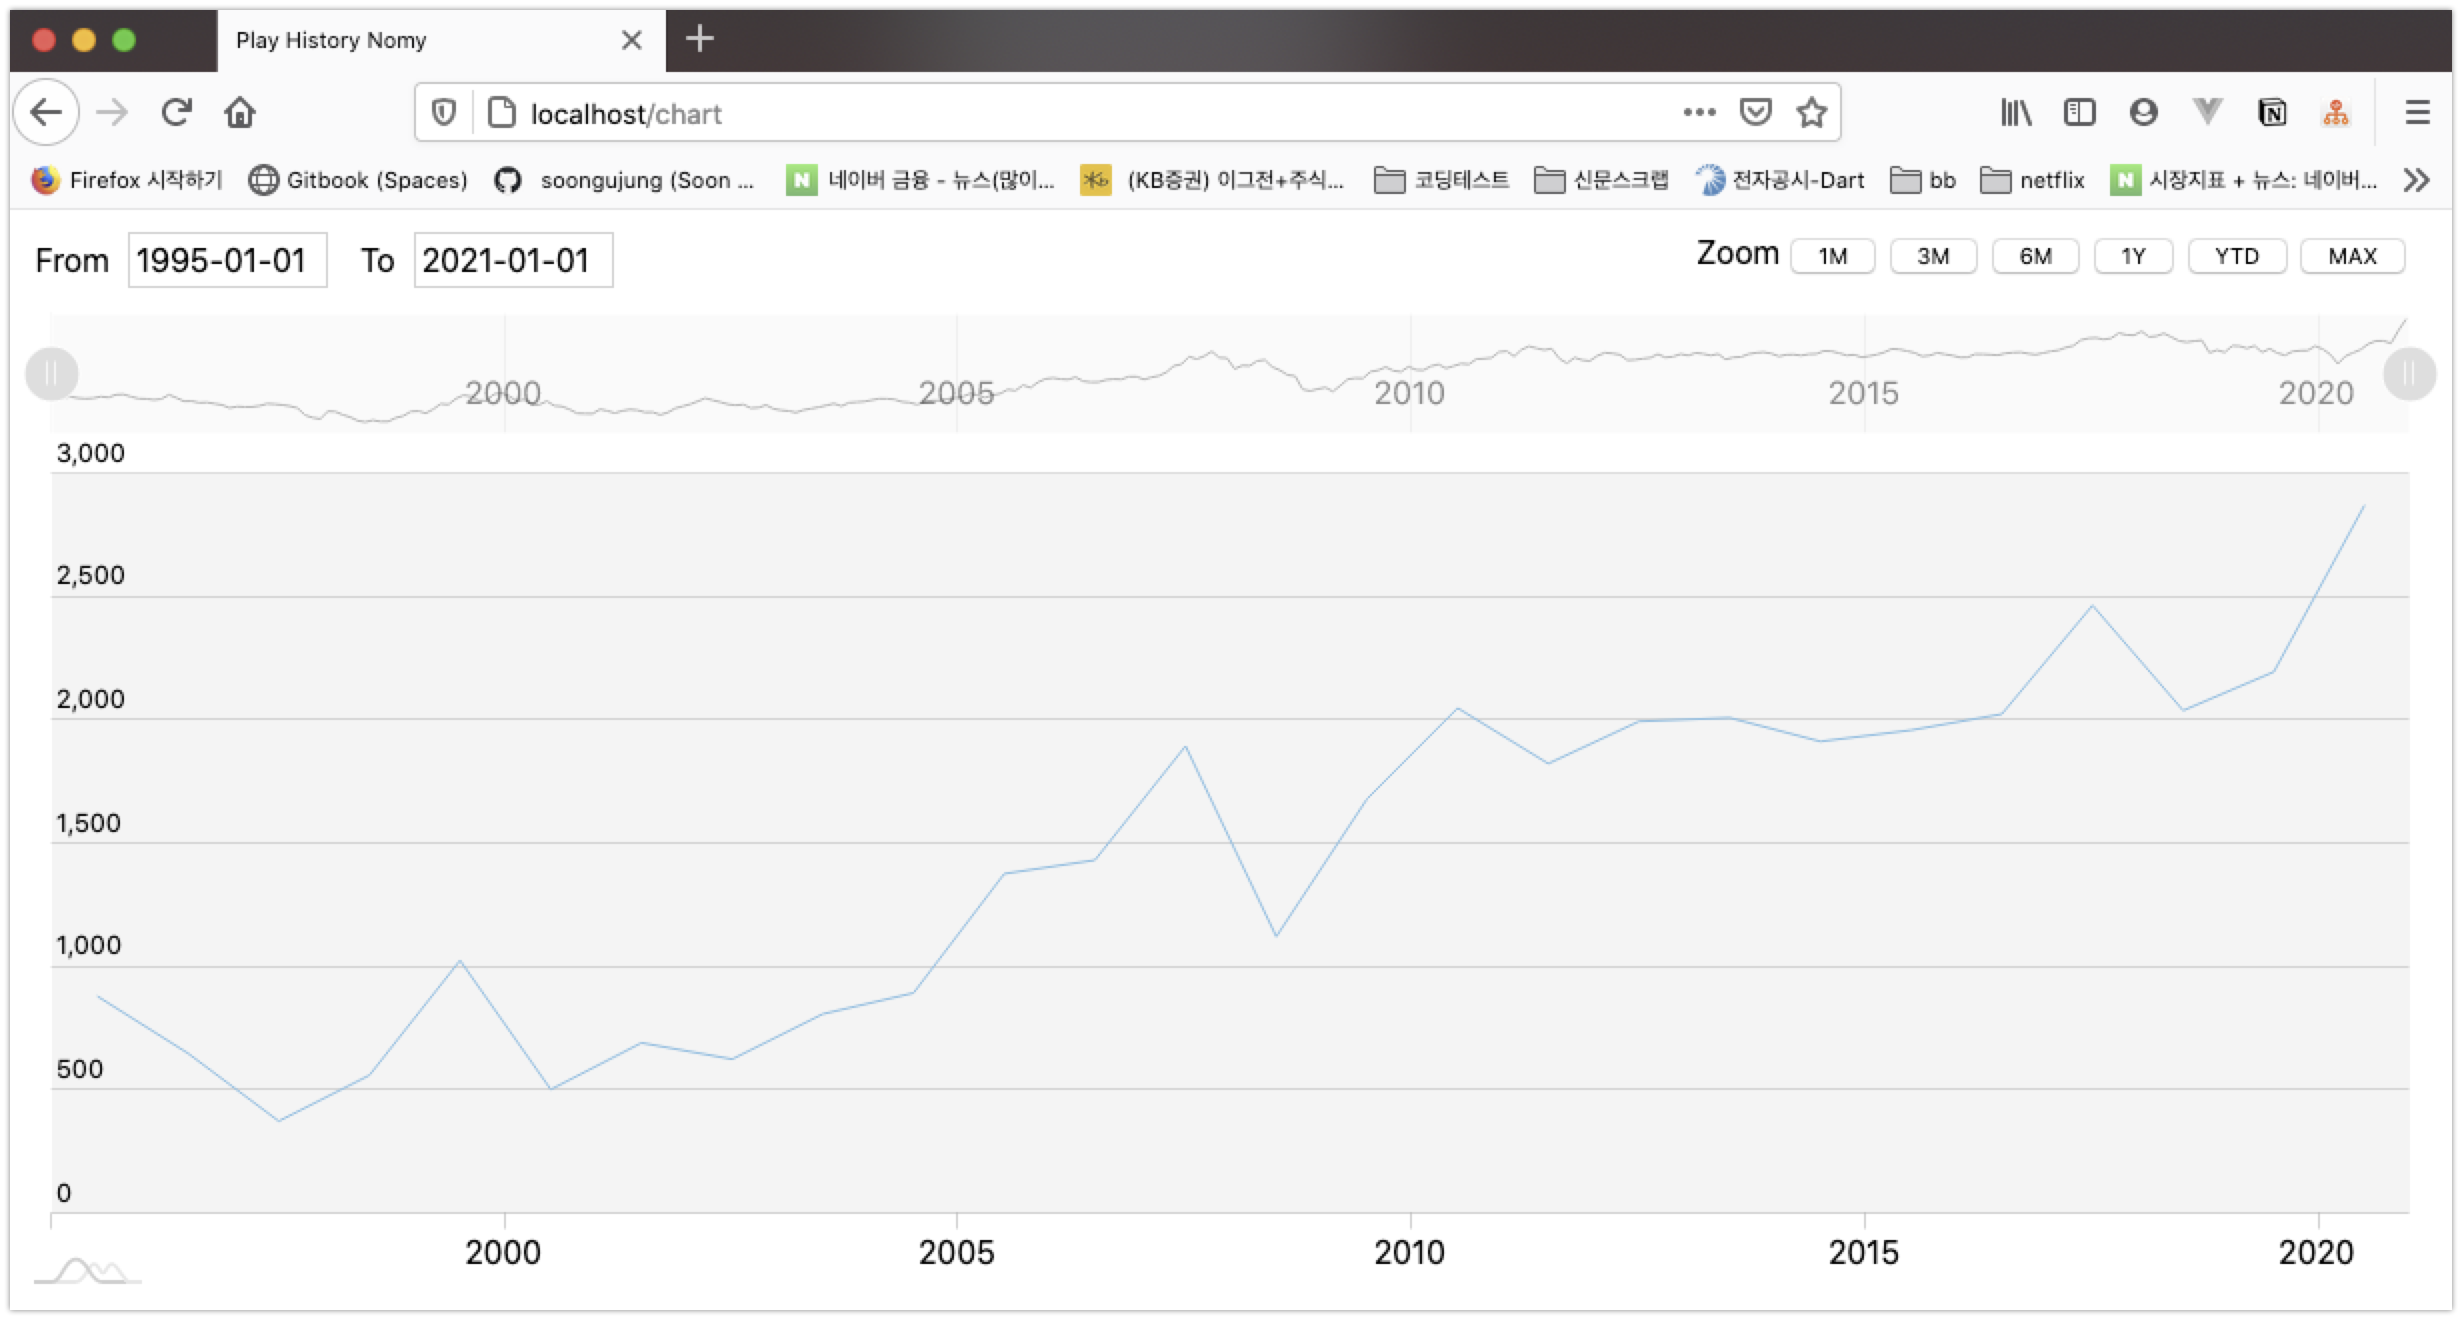 Play History Nomy
localhost/chart
Firefox 시작하기 Gitbook (Spaces) soongujung (Soon ... N 네이버 금융 - 뉴스(많이... (KB증권) 이그전+주식... 코딩테스트 신문스크랩 전자공시-Dart bb netflix N 시장지표 + 뉴스: 네이버...
From 1995-01-01 To 2021-01-01 Zoom 1M 3M 6M 1Y YTD MAX
2000 2005 2010 2015 2020
3,000
2,500
2,000
1,500
1,000
500
0
2000 2005 2010 2015 2020